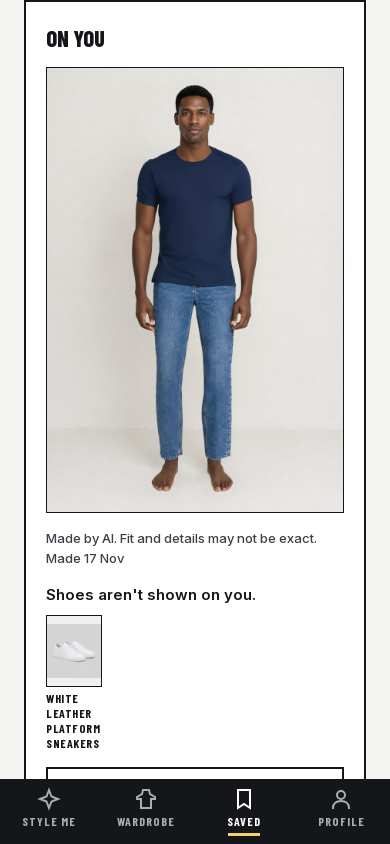 ON YOU
Made by AI. Fit and details may not be exact.
Made 17 Nov
Shoes aren't shown on you.
WHITE
LEATHER
PLATFORM
SNEAKERS
STYLE ME
WARDROBE
SAVED
PROFILE